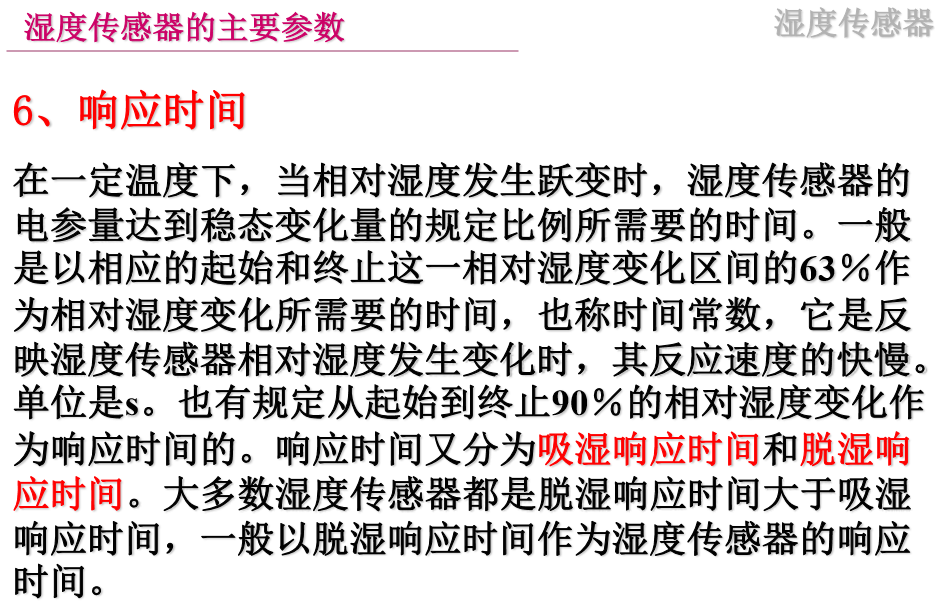 湿度传感器的主要参数
湿度传感器
6、响应时间
在一定温度下，当相对湿度发生跃变时，湿度传感器的
电参量达到稳态变化量的规定比例所需要的时间。一般
是以相应的起始和终止这一相对湿度变化区间的63％作
为相对湿度变化所需要的时间，也称时间常数，它是反
映湿度传感器相对湿度发生变化时，其反应速度的快慢。
单位是s。也有规定从起始到终止90％的相对湿度变化作
为响应时间的。响应时间又分为吸湿响应时间和脱湿响
应时间。大多数湿度传感器都是脱湿响应时间大于吸湿
响应时间，一般以脱湿响应时间作为湿度传感器的响应
时间。